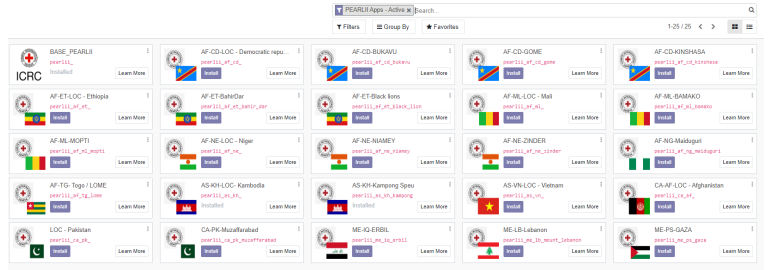 PEARLII Apps - Active × Search...
Filters Group By Favorites 1-25 / 25
BASE_PEARLII
pearlii_
ICRC Installed Learn More
AF-CD-LOC - Democratic repu...
pearlii_af_cd_
Install Learn More
AF-CD-BUKAVU
pearlii_af_cd_bukavu
Install Learn More
AF-CD-GOME
pearlii_af_cd_gome
Install Learn More
AF-CD-KINSHASA
pearlii_af_cd_kinshasa
Install Learn More
AF-ET-LOC - Ethiopia
pearlii_af_et_
Install Learn More
AF-ET-BahirDar
pearlii_af_et_bahir_dar
Install Learn More
AF-ET-Black lions
pearlii_af_et_black_lion
Install Learn More
AF-ML-LOC - Mali
pearlii_af_ml_
Install Learn More
AF-ML-BAMAKO
pearlii_af_ml_bamako
Install Learn More
AF-ML-MOPTI
pearlii_af_ml_mopti
Install Learn More
AF-NE-LOC - Niger
pearlii_af_ne_
Install Learn More
AF-NE-NIAMEY
pearlii_af_ne_niamey
Install Learn More
AF-NE-ZINDER
pearlii_af_ne_zinder
Install Learn More
AF-NG-Maiduguri
pearlii_af_ng_maiduguri
Install Learn More
AF-TG- Togo / LOME
pearlii_af_tg_lome
Install Learn More
AS-KH-LOC- Kambodla
pearlii_as_kh_
Installed Learn More
AS-KH-Kampong Speu
pearlii_as_kh_kampong
Installed Learn More
AS-VN-LOC - Vietnam
pearlii_as_vn_
Install Learn More
CA-AF-LOC - Afghanistan
pearlii_ca_af_
Install Learn More
LOC - Pakistan
pearlii_ca_pk_
Install Learn More
CA-PK-Muzaffarabad
pearlii_ca_pk_muzaffarabad
Install Learn More
ME-IQ-ERBIL
pearlii_me_iq_erbil
Install Learn More
ME-LB-Lebanon
pearlii_me_lb_mount_lebanon
Install Learn More
ME-PS-GAZA
pearlii_me_ps_gaza
Install Learn More